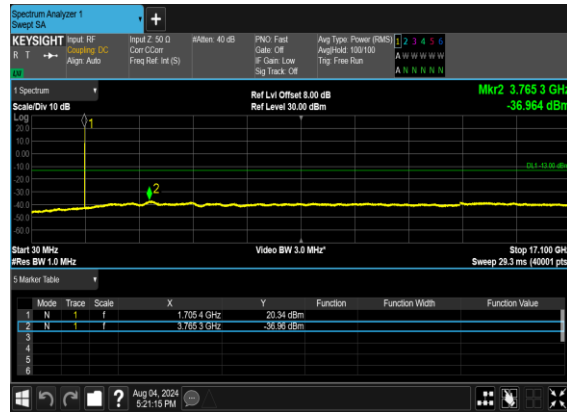 Spectrum Analyzer 1
Swept SA
+
KEYSIGHT Input: RF Input Z: 50 Ω #Atten: 40 dB PNO: Fast Avg Type: Power (RMS) 1 2 3 4 5 6
R T Coupling: DC Corr CCorr Gate: Off Avg|Hold: 100/100 A W W W W W
Align: Auto Freq Ref: Int (S) IF Gain: Low Trig: Free Run
Sig Track: Off A N N N N N
1 Spectrum Ref Lvl Offset 8.00 dB Mkr2 3.765 3 GHz
Scale/Div 10 dB Ref Level 30.00 dBm -36.964 dBm
Log
1
20.0
10.0
0.00
-10.0
DL1 -13.00 dBm
-20.0
-30.0
2
-40.0
-50.0
-60.0
Start 30 MHz Video BW 3.0 MHz* Stop 17.100 GHz
#Res BW 1.0 MHz Sweep 29.3 ms (40001 pts)
5 Marker Table
Mode Trace Scale X Y Function Function Width Function Value
1 N 1 f 1.705 4 GHz 20.34 dBm
2 N 1 f 3.765 3 GHz -36.96 dBm
3
4
5
6
? Aug 04, 2024
5:21:15 PM